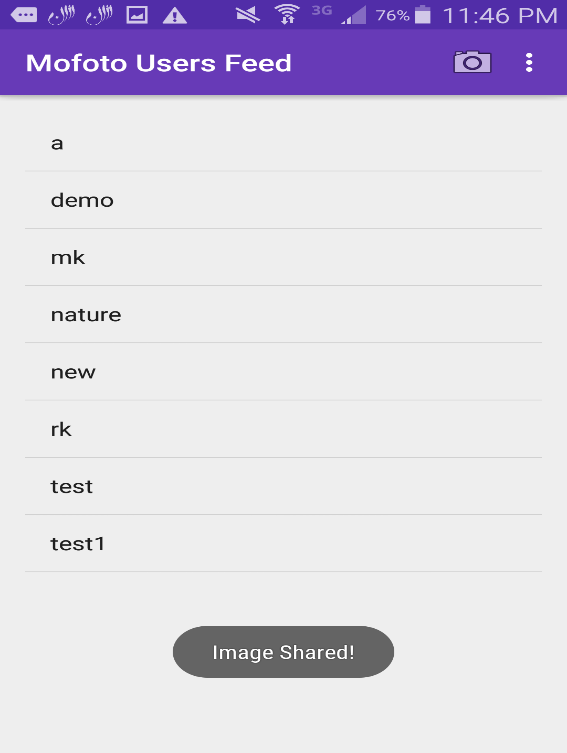 3G 76% 11:46 PM
Mofoto Users Feed
a
demo
mk
nature
new
rk
test
test1
Image Shared!